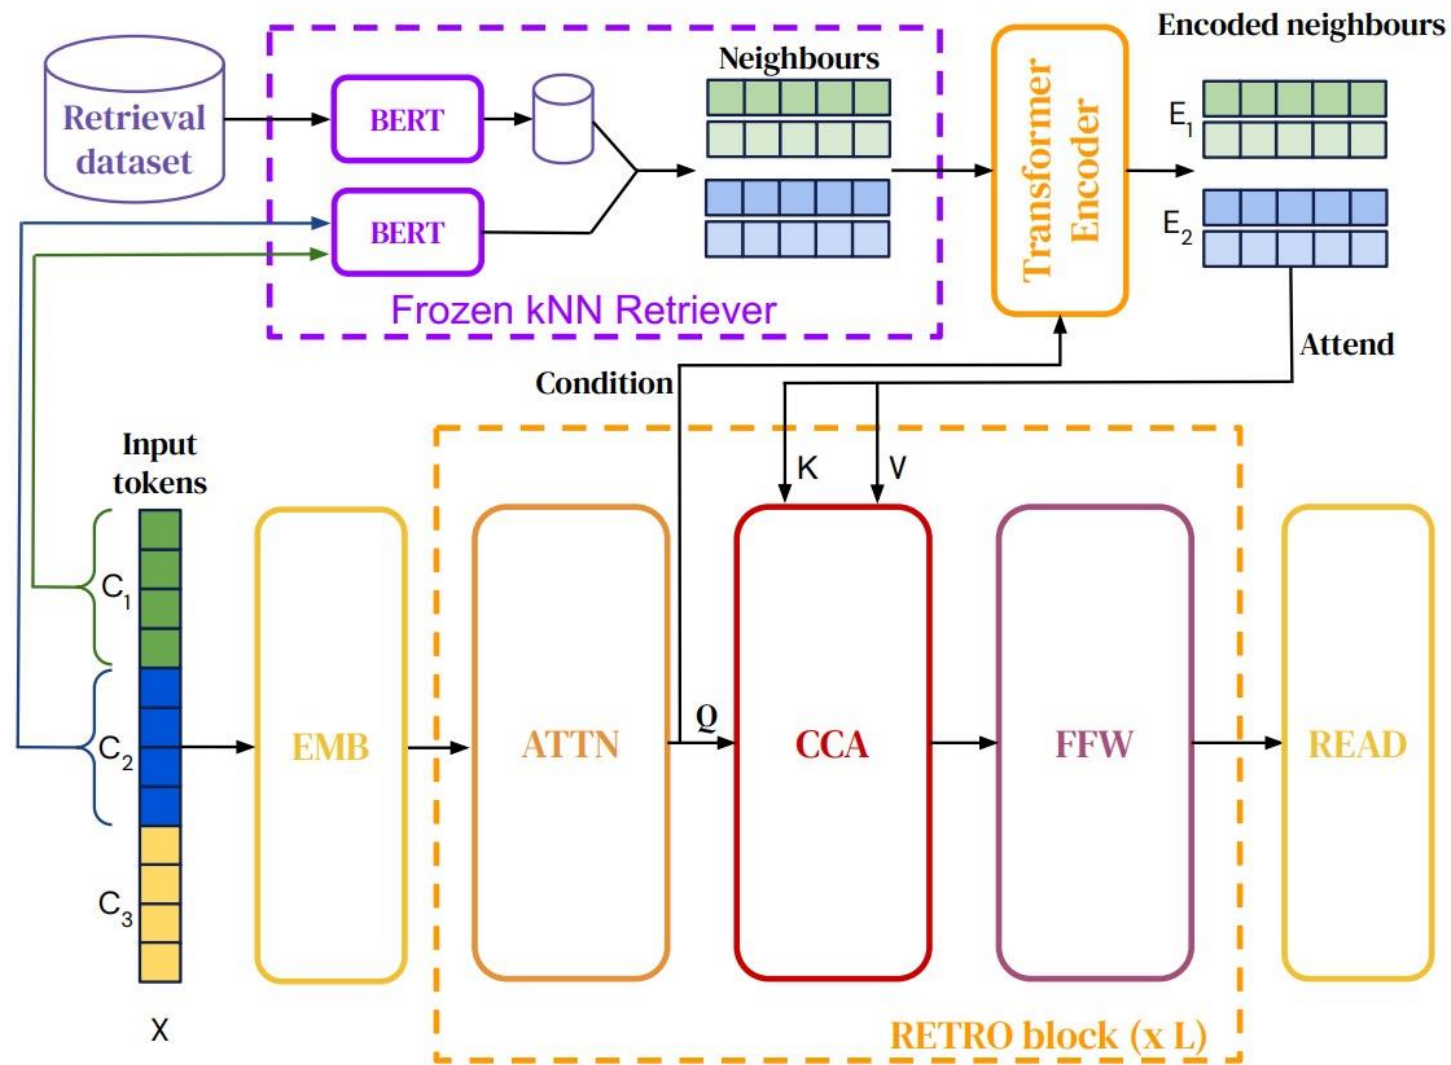 Encoded neighbours
Retrieval
dataset
BERT
Neighbours
BERT
Frozen kNN Retriever
Transformer
Encoder
E1
E2
Attend
Condition
Input
tokens
K
V
C1
C2
C3
X
EMB
ATTN
Q
CCA
FFW
READ
RETRO block (x L)